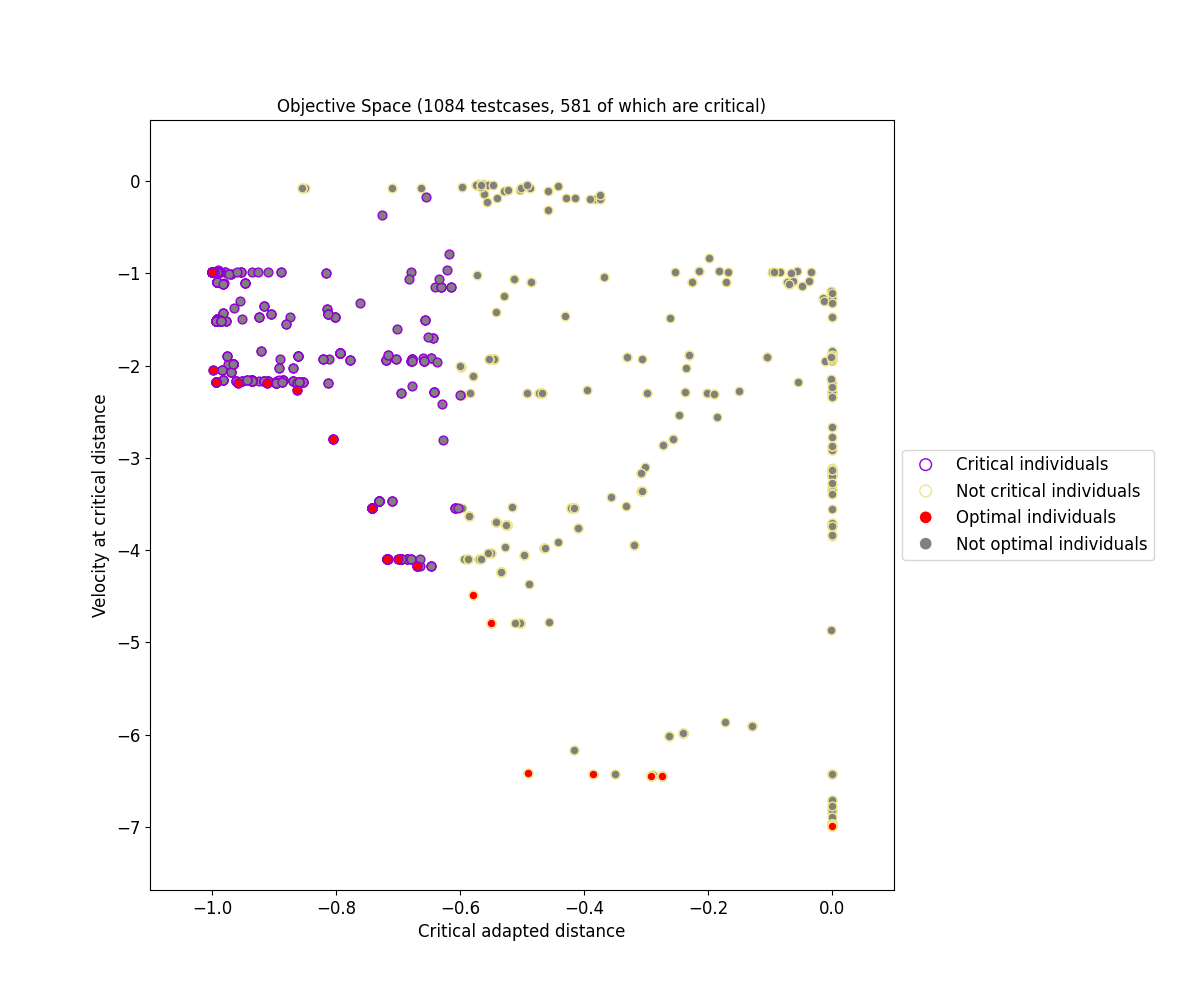 Objective Space (1084 testcases, 581 of which are critical)
0
−1
−2
−3
−4
−5
−6
−7
Velocity at critical distance
−1.0
−0.8
−0.6
−0.4
−0.2
0.0
Critical adapted distance
Critical individuals
Not critical individuals
Optimal individuals
Not optimal individuals